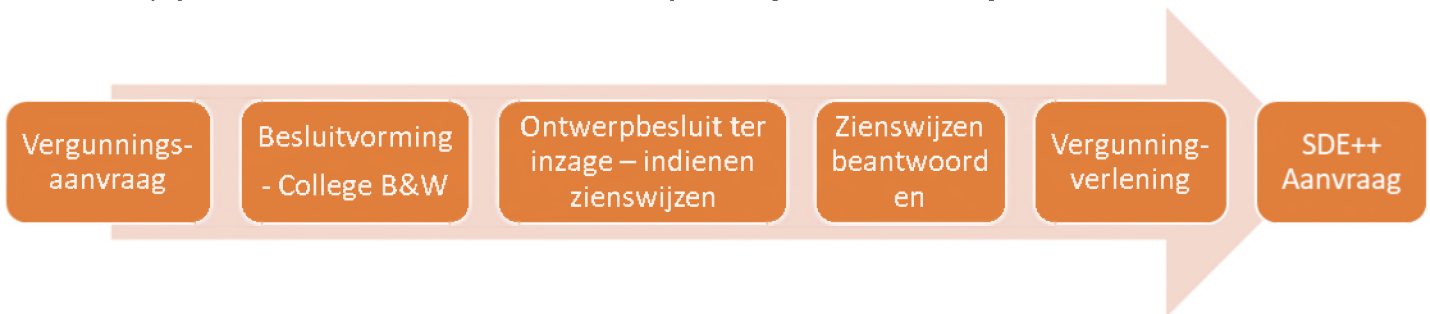 Vergunnings-
aanvraag
Besluitvorming
- College B&W
Ontwerpbesluit ter
inzage – indienen
zienswijzen
Zienswijzen
beantwoord
en
Vergunning-
verlening
SDE++
Aanvraag